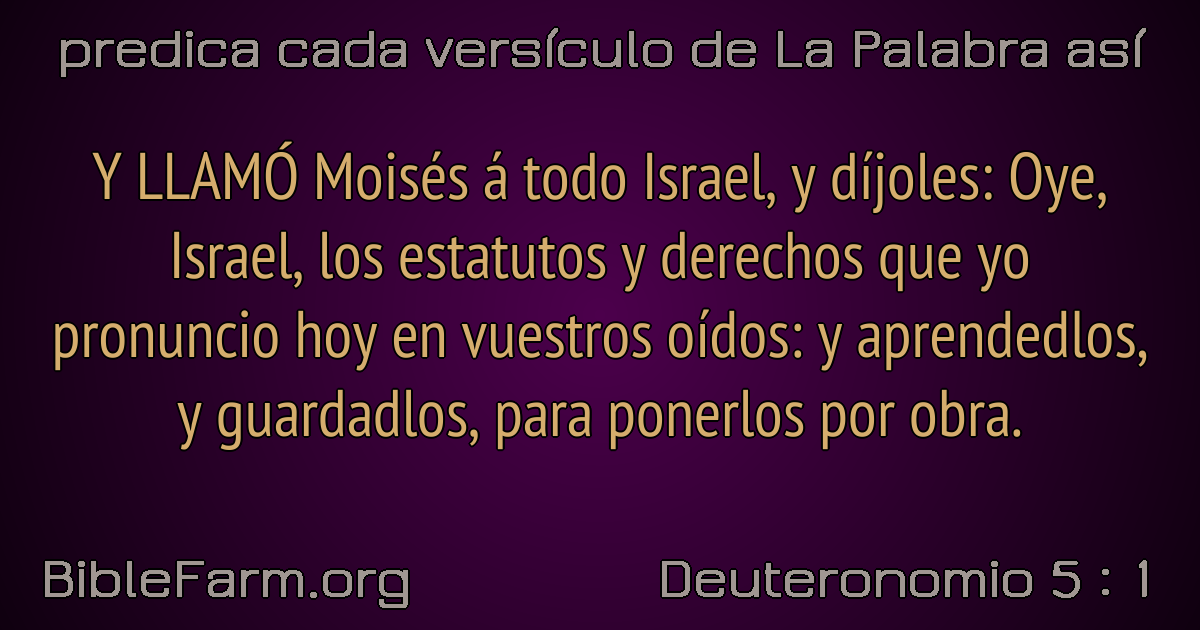 predica cada versículo de La Palabra así
Y LLAMÓ Moisés á todo Israel, y díjoles: Oye,
Israel, los estatutos y derechos que yo
pronuncio hoy en vuestros oídos: y aprendedlos,
y guardadlos, para ponerlos por obra.
BibleFarm.org
Deuteronomio 5 : 1